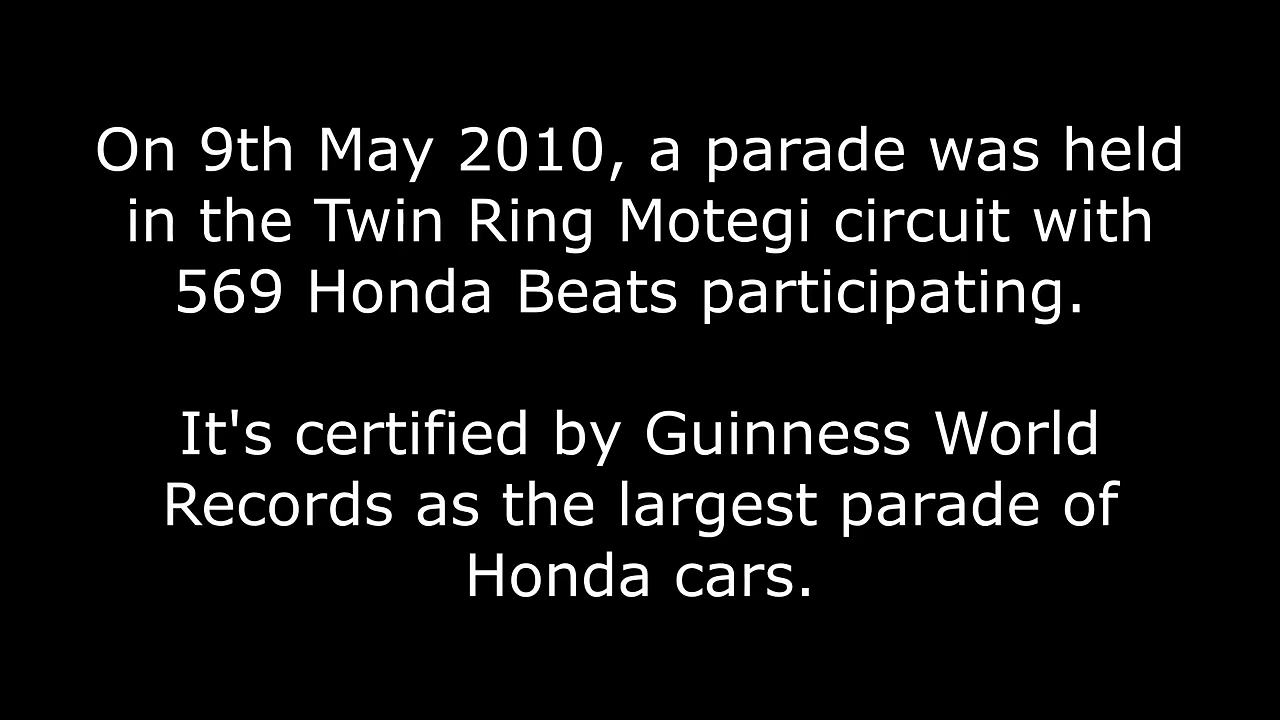 On 9th May 2010, a parade was held
in the Twin Ring Motegi circuit with
569 Honda Beats participating.
It's certified by Guinness World
Records as the largest parade of
Honda cars.